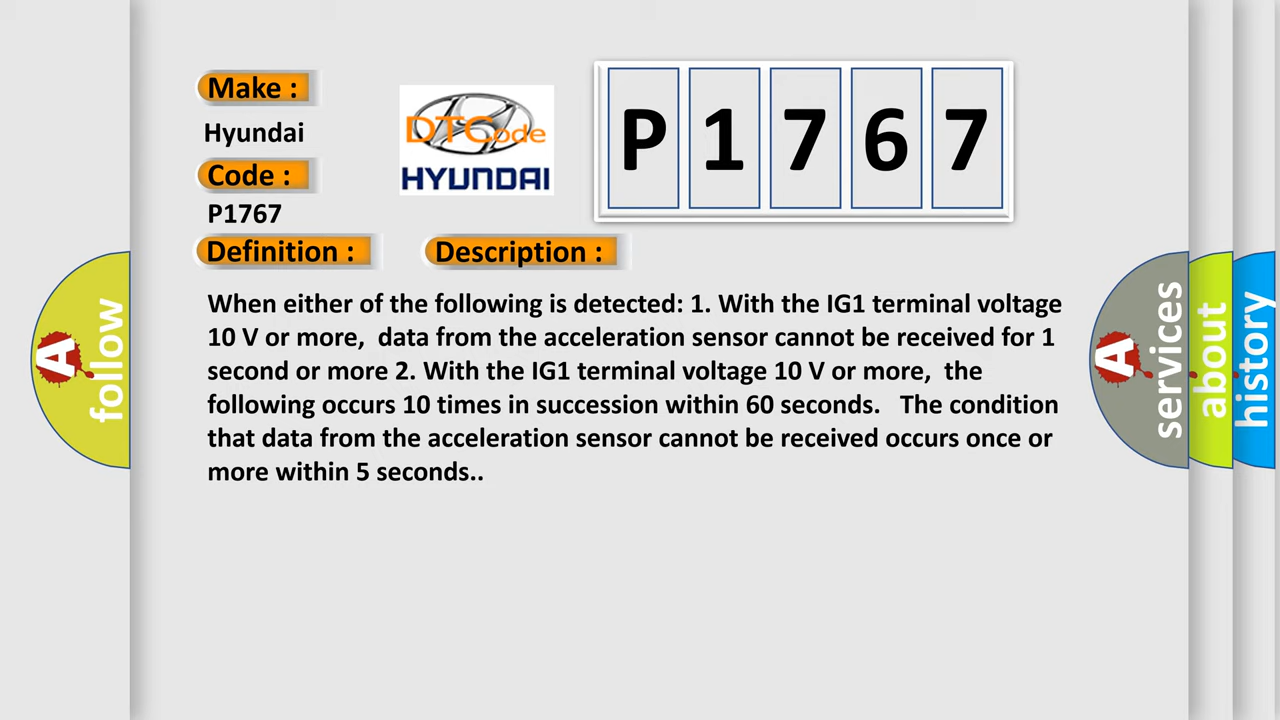 Make :
Hyundai
Code :
P1767
Definition :
Description :
DTCode
HYUNDAI
P1767
When either of the following is detected: 1. With the IG1 terminal voltage
10 V or more, data from the acceleration sensor cannot be received for 1
second or more 2. With the IG1 terminal voltage 10 V or more, the
following occurs 10 times in succession within 60 seconds. The condition
that data from the acceleration sensor cannot be received occurs once or
more within 5 seconds..
A follow
A services
about
history